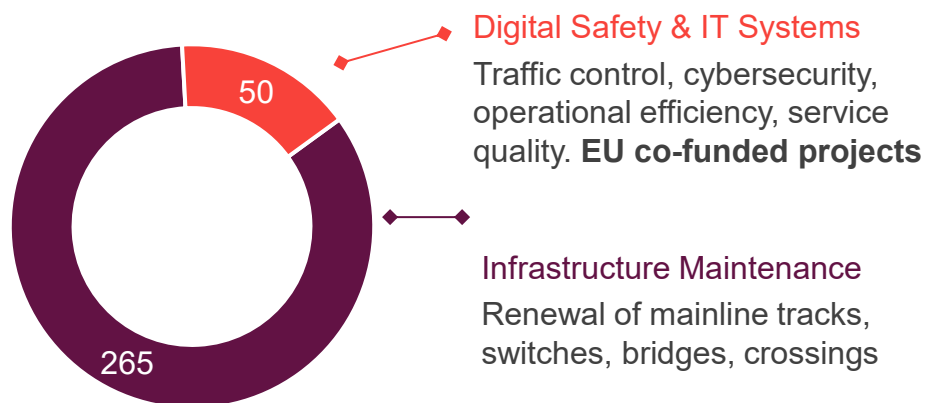 50
265
Digital Safety & IT Systems
Traffic control, cybersecurity,
operational efficiency, service
quality. EU co-funded projects
Infrastructure Maintenance
Renewal of mainline tracks,
switches, bridges, crossings